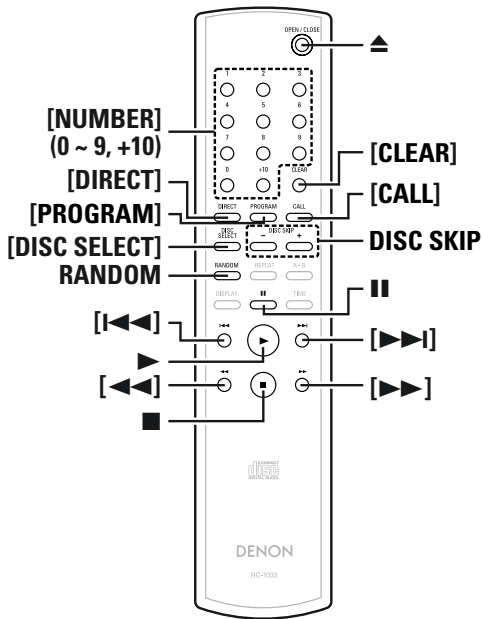 OPEN / CLOSE
1 2 3
4 5 6
7 8 9
0 +10 CLEAR
[NUMBER]
(0 ~ 9, +10)
[DIRECT]
[PROGRAM]
[DISC SELECT]
RANDOM
[CLEAR]
[CALL]
DISC SKIP
DIRECT PROGRAM CALL
DISC
SELECT
- DISC SKIP +
RANDOM REPEAT A-B
DISPLAY TIME
COMPACT
disc
DIGITAL AUDIO
DENON
RC-1033